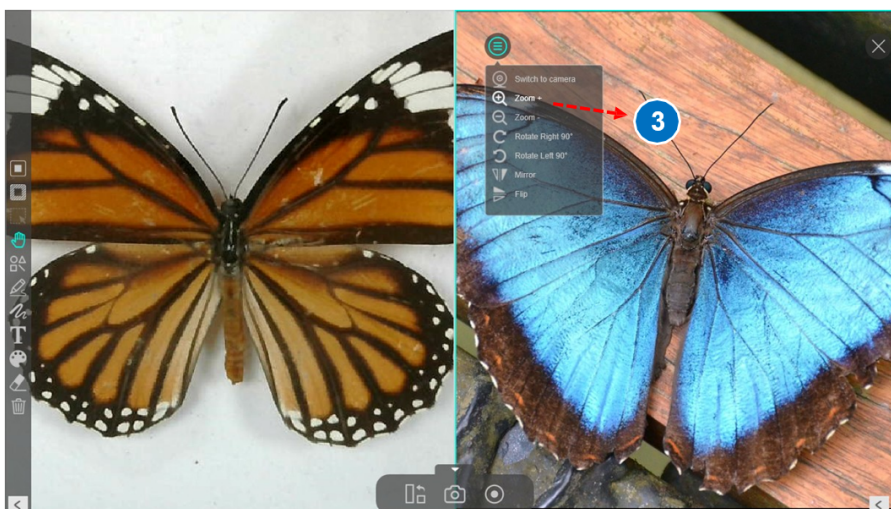 Switch to camera
Zoom +
3
Zoom -
Rotate Right 90°
Rotate Left 90°
Mirror
Flip
T